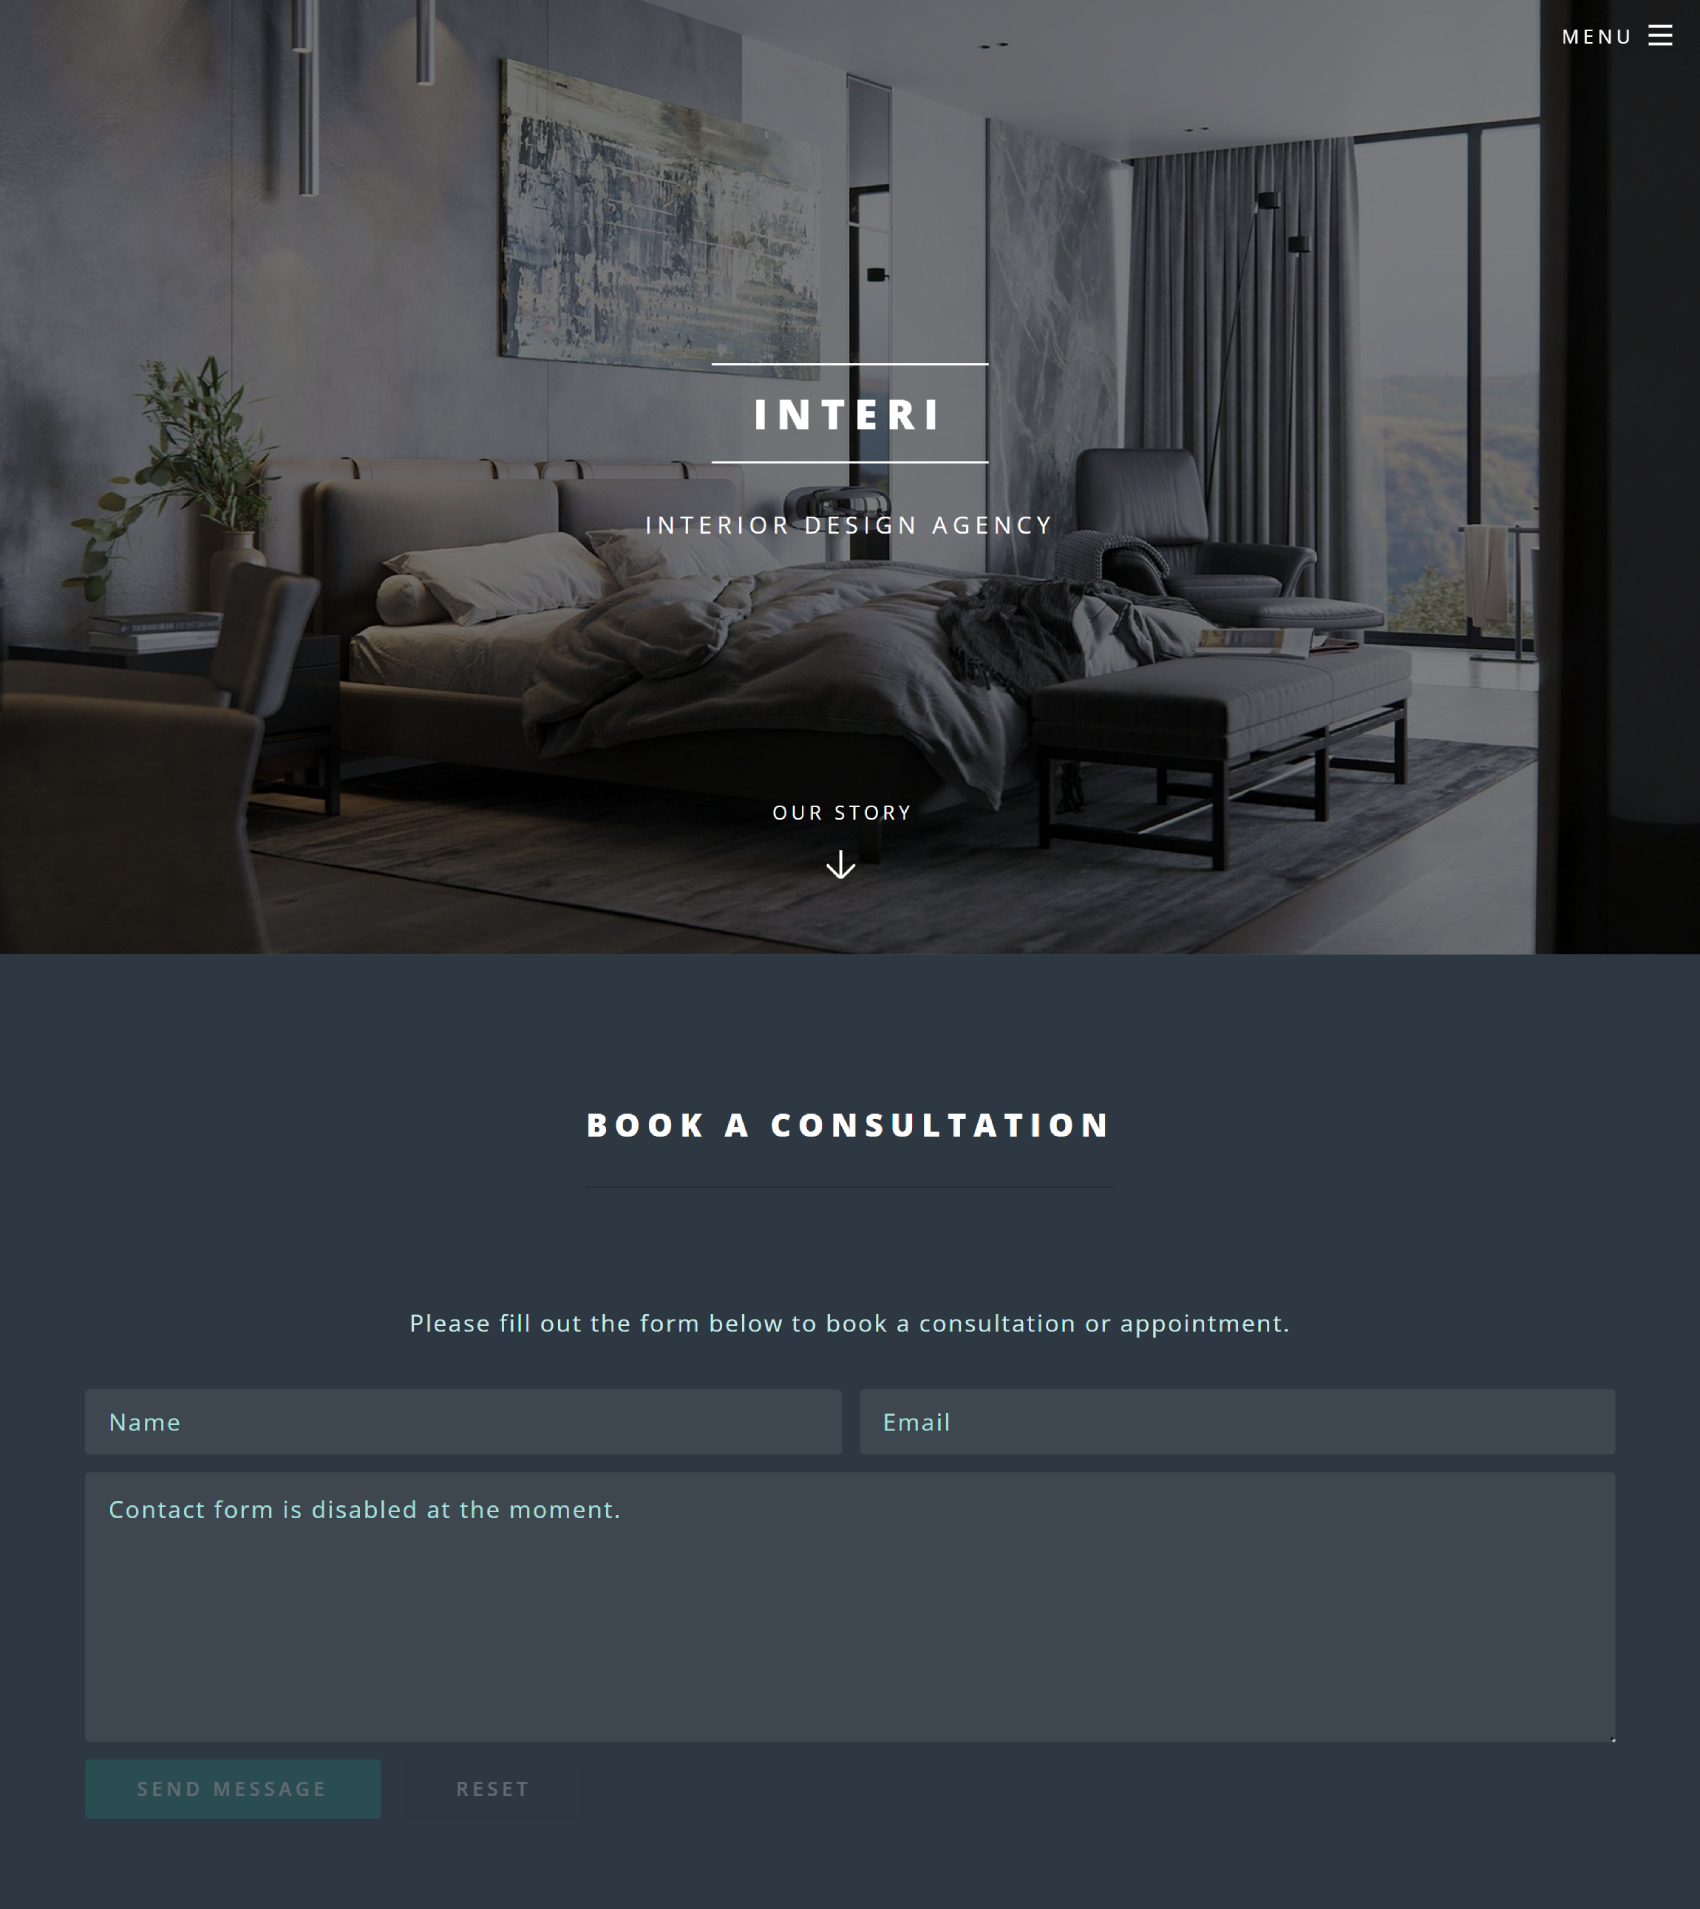 MENU
INTERI
INTERIOR DESIGN AGENCY
OUR STORY
BOOK A CONSULTATION
Please fill out the form below to book a consultation or appointment.
Name
Email
Contact form is disabled at the moment.
SEND MESSAGE
RESET